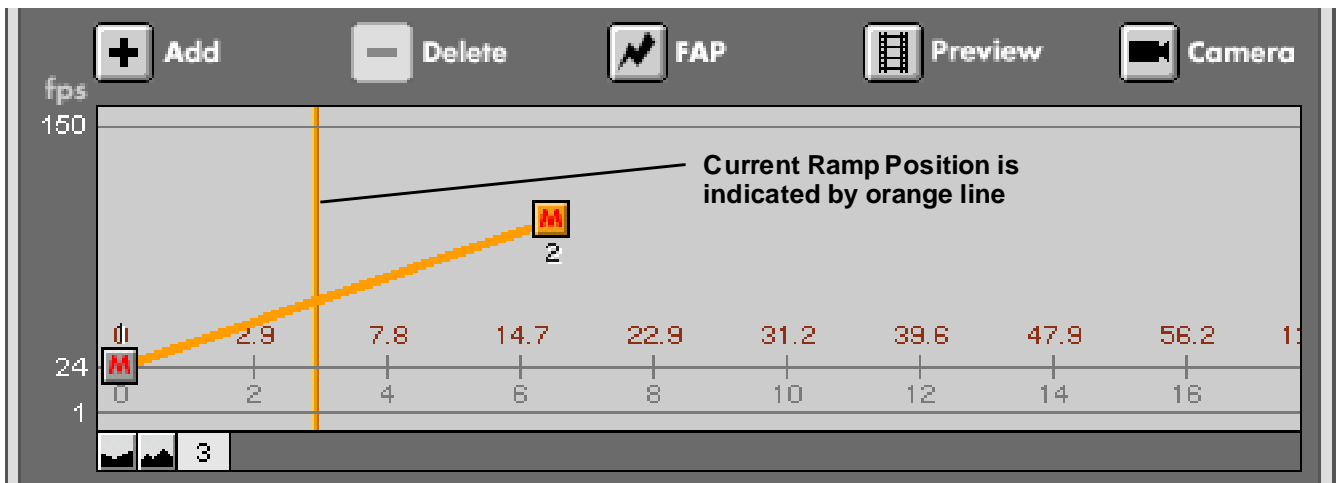 Add Delete FAP Preview Camera
fps
150
Current Ramp Position is
indicated by orange line
M
2
2.9 7.8 14.7 22.9 31.2 39.6 47.9 56.2
24 M
0 2 4 6 8 10 12 14 16
1
3